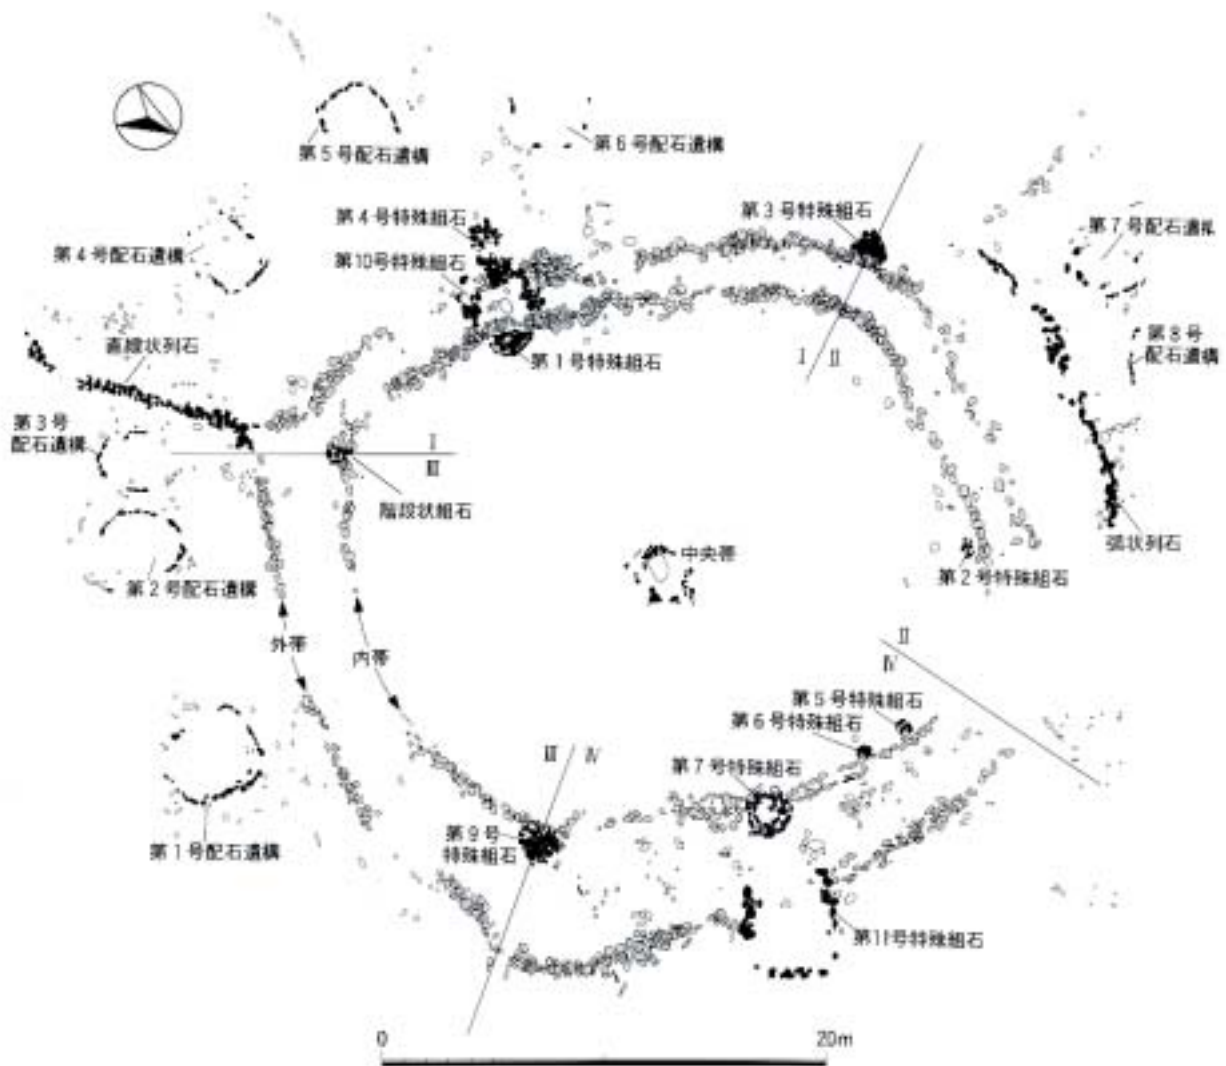 第5号配石遺構
第6号配石遺構
第4号特殊組石
第3号特殊組石
第7号配石遺構
第4号配石遺構
第10号特殊組石
直線状列石
第1号特殊組石
第8号
配石遺構
I II
第3号
配石遺構
I
III
階段状組石
弧状列石
中央帯
第2号特殊組石
第2号配石遺構
外帯
内帯
II
IV
第5号特殊組石
第6号特殊組石
III IV
第7号特殊組石
第9号
特殊組石
第1号配石遺構
第11号特殊組石
0 20m